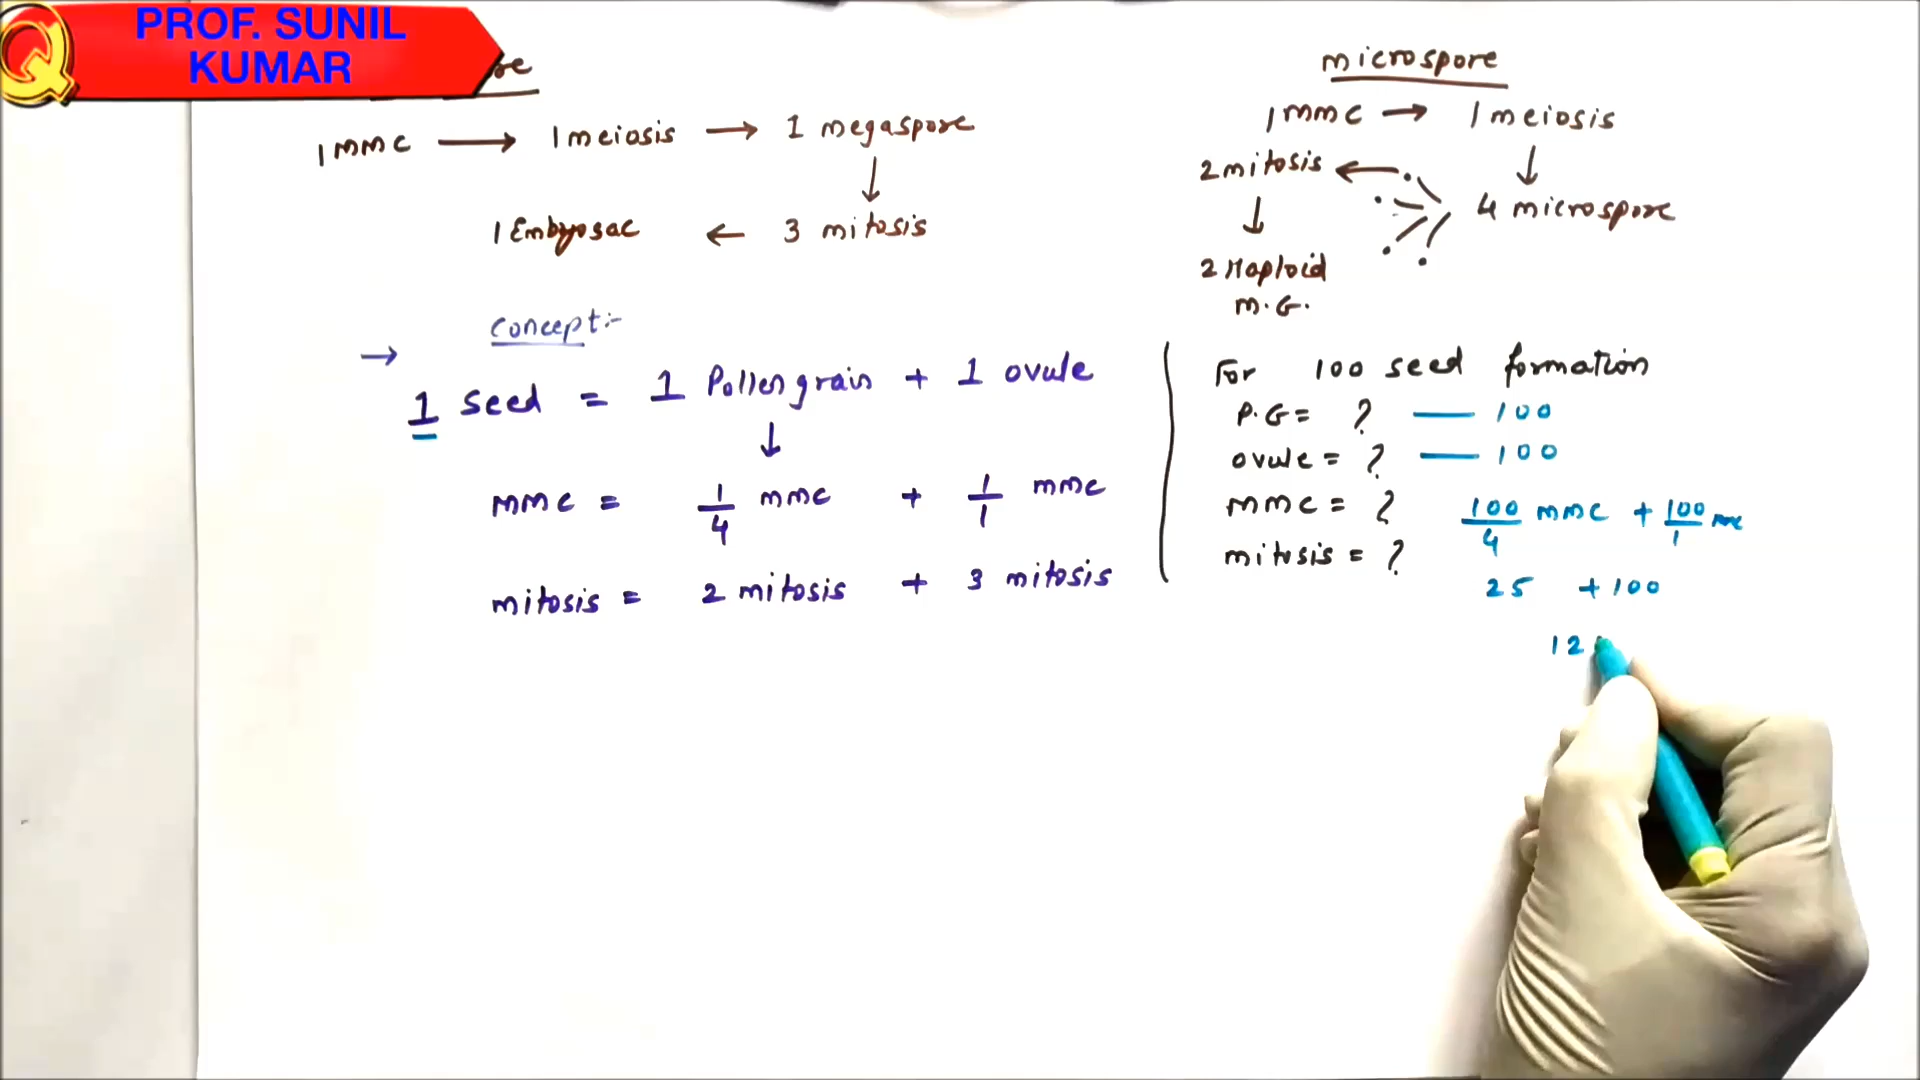 PROF. SUNIL
KUMAR
1 mmc → 1 meiosis → 1 megaspore
↓
1 Embryosac ← 3 mitosis
Concept:-
→
1 Seed = 1 Pollengrain + 1 ovule
↓
mmc = 1/4 mmc + 1/1 mmc
mitosis = 2 mitosis + 3 mitosis
microspore
1 mmc → 1 meiosis
↓
2 mitosis ← 4 microspore
↓
2 Haploid
m.G.
For 100 seed formation
P.G = ? — 100
ovule = ? — 100
mmc = ? 100/4 mmc + 100/1 mmc
mitosis = ?
25 + 100
12